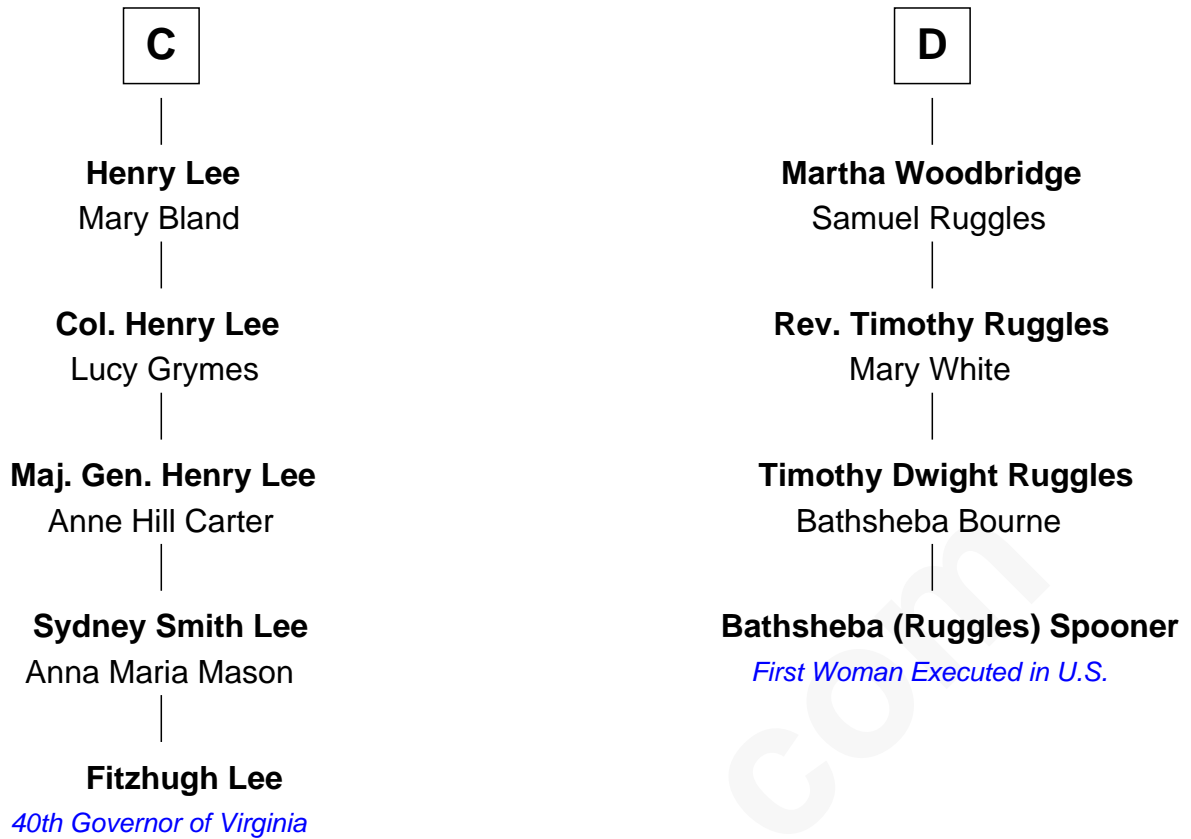 C
Henry Lee
Mary Bland
Col. Henry Lee
Lucy Grymes
Maj. Gen. Henry Lee
Anne Hill Carter
Sydney Smith Lee
Anna Maria Mason
Fitzhugh Lee
40th Governor of Virginia
D
Martha Woodbridge
Samuel Ruggles
Rev. Timothy Ruggles
Mary White
Timothy Dwight Ruggles
Bathsheba Bourne
Bathsheba (Ruggles) Spooner
First Woman Executed in U.S.
com